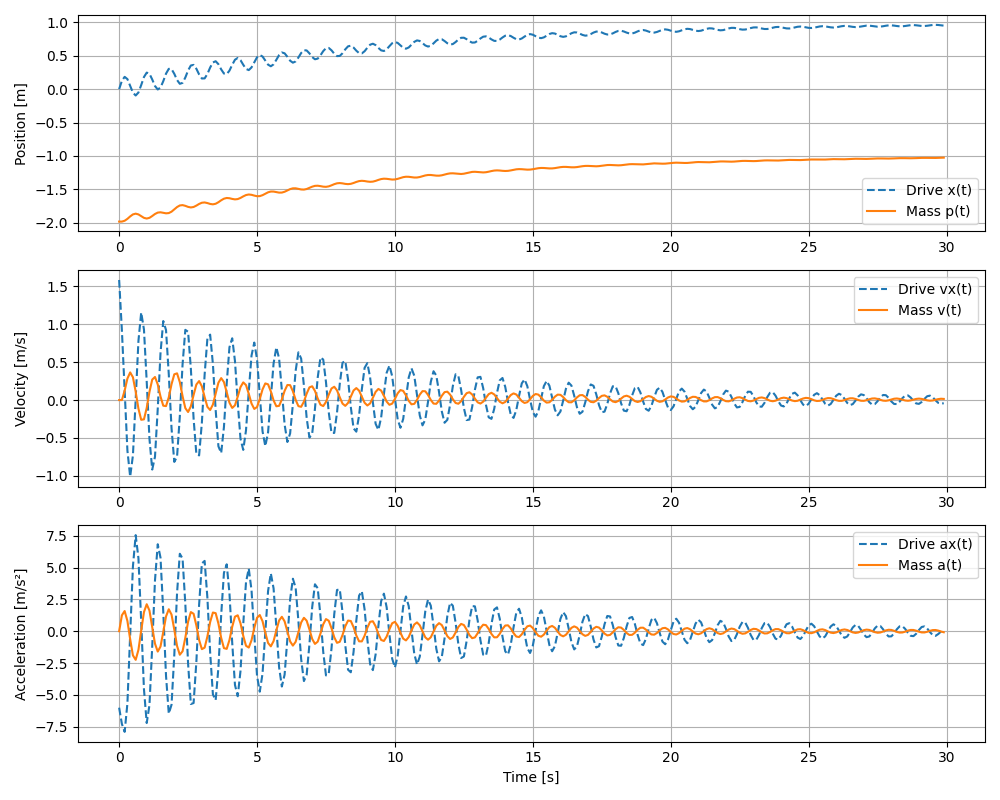 1.0
0.5
0.0
−0.5
−1.0
−1.5
−2.0
Position [m]
Drive x(t)
Mass p(t)
0 5 10 15 20 25 30
1.5
1.0
0.5
0.0
−0.5
−1.0
Velocity [m/s]
Drive vx(t)
Mass v(t)
0 5 10 15 20 25 30
7.5
5.0
2.5
0.0
−2.5
−5.0
−7.5
Acceleration [m/s²]
Drive ax(t)
Mass a(t)
0 5 10 15 20 25 30
Time [s]